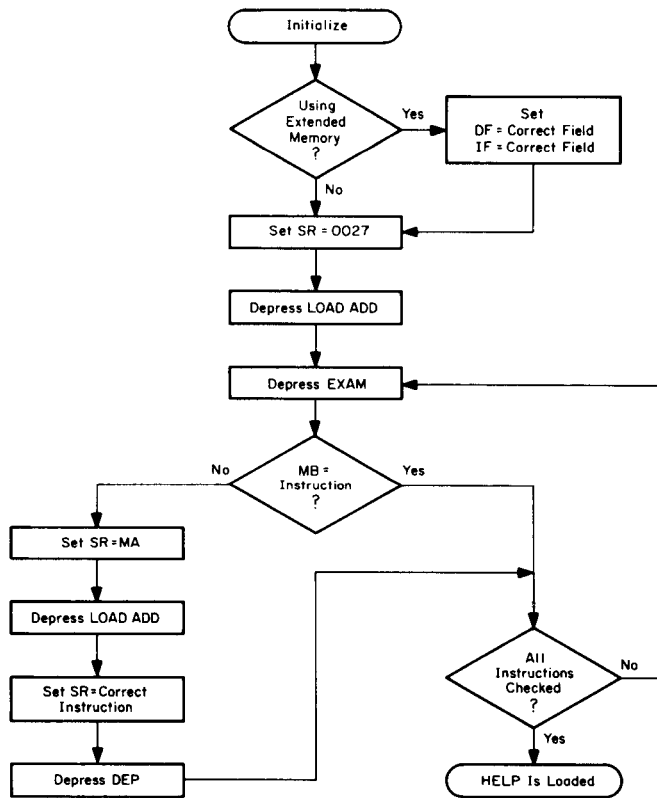 Initialize
Using
Extended
Memory
?
Yes
Set
DF = Correct Field
IF = Correct Field
No
Set SR = 0027
Depress LOAD ADD
Depress EXAM
MB =
Instruction
?
No
Yes
Set SR = MA
Depress LOAD ADD
Set SR = Correct
Instruction
Depress DEP
All
Instructions
Checked
?
No
Yes
HELP Is Loaded